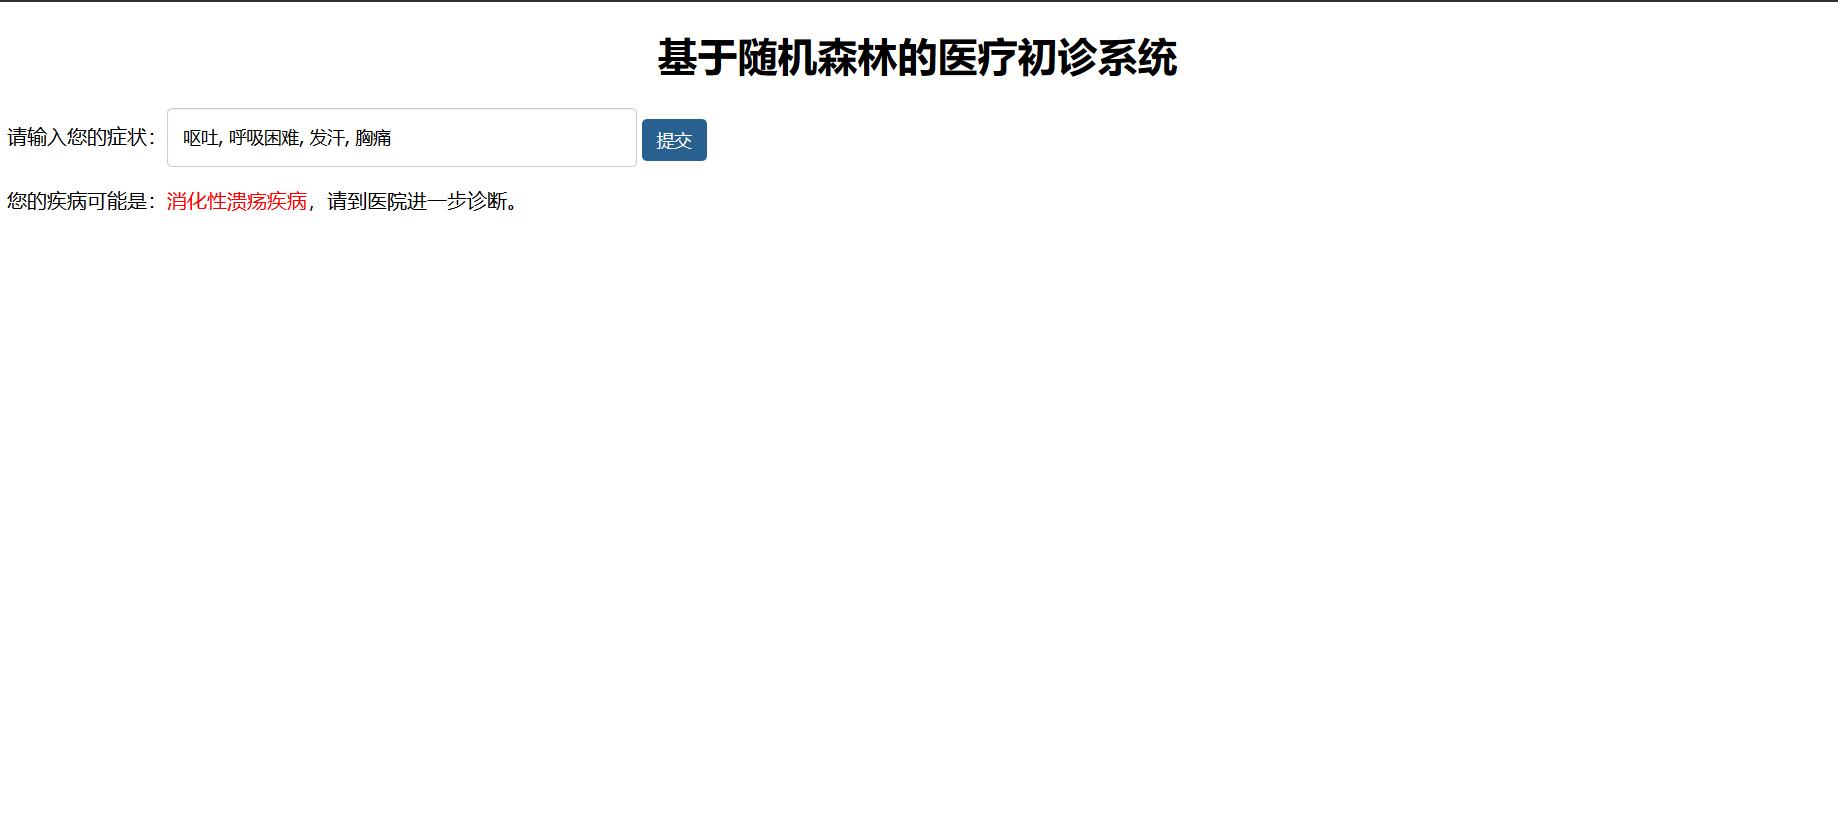 基于随机森林的医疗初诊系统
请输入您的症状： 呕吐, 呼吸困难, 发汗, 胸痛 提交
您的疾病可能是：消化性溃疡疾病，请到医院进一步诊断。